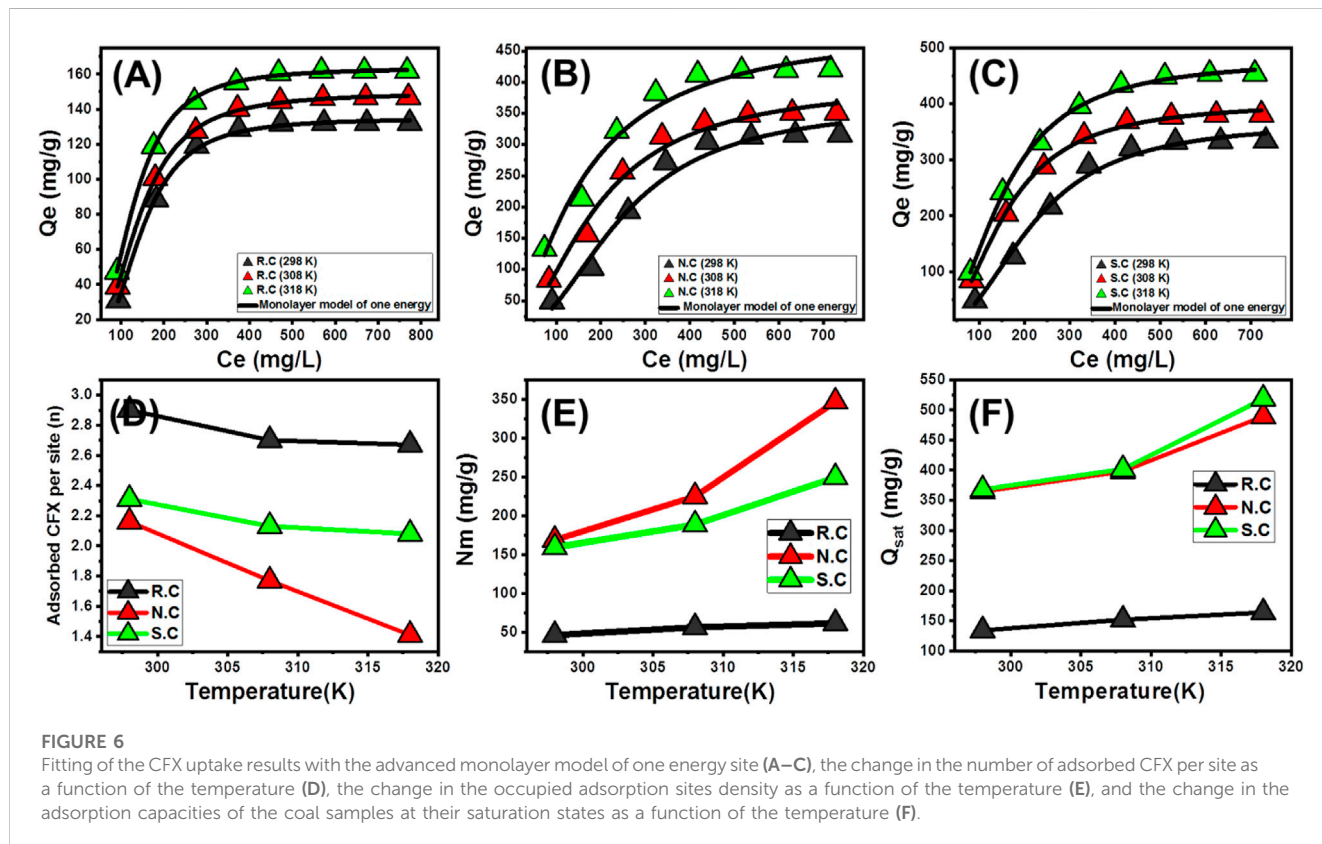 (A)
Qe (mg/g)
160
140
120
100
80
60
40
20
R.C (298 K)
R.C (308 K)
R.C (318 K)
Monolayer model of one energy
100 200 300 400 500 600 700 800
Ce (mg/L)
(B)
Qe (mg/g)
450
400
350
300
250
200
150
100
50
N.C (298 K)
N.C (308 K)
N.C (318 K)
Monolayer model of one energy
100 200 300 400 500 600 700
Ce (mg/L)
(C)
Qe (mg/g)
500
400
300
200
100
S.C (298 K)
S.C (308 K)
S.C (318 K)
Monolayer model of one energy
100 200 300 400 500 600 700
Ce (mg/L)
(D)
Adsorbed CFX per site (n)
3.0
2.8
2.6
2.4
2.2
2.0
1.8
1.6
1.4
R.C
N.C
S.C
300 305 310 315 320
Temperature(K)
(E)
Nm (mg/g)
350
300
250
200
150
100
50
R.C
N.C
S.C
300 305 310 315 320
Temperature(K)
(F)
Qsat (mg/g)
550
500
450
400
350
300
250
200
150
100
R.C
N.C
S.C
300 305 310 315 320
Temperature(K)
FIGURE 6
Fitting of the CFX uptake results with the advanced monolayer model of one energy site (A–C), the change in the number of adsorbed CFX per site as
a function of the temperature (D), the change in the occupied adsorption sites density as a function of the temperature (E), and the change in the
adsorption capacities of the coal samples at their saturation states as a function of the temperature (F).